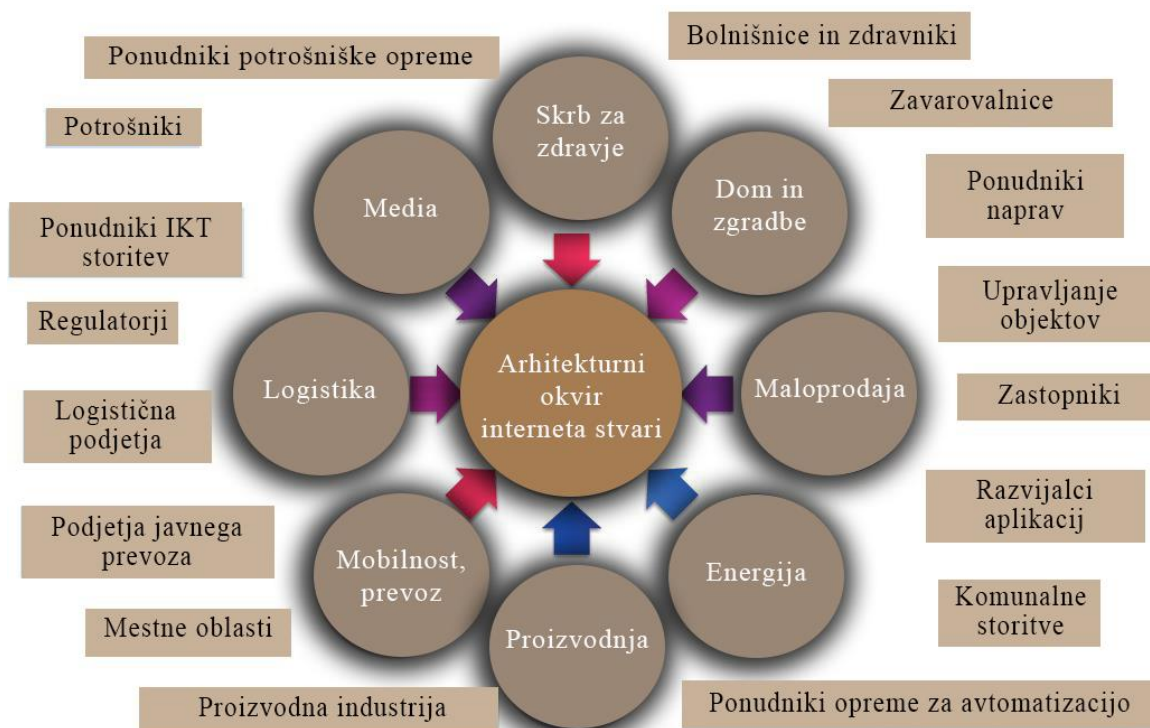 Ponudniki potrošniške opreme
Bolnišnice in zdravniki
Potrošniki
Zavarovalnice
Ponudniki IKT
storitev
Ponudniki
naprav
Regulatorji
Upravljanje
objektov
Logistična
podjetja
Zastopniki
Podjetja javnega
prevoza
Razvijalci
aplikacij
Mestne oblasti
Komunalne
storitve
Proizvodna industrija
Ponudniki opreme za avtomatizacijo
Skrb za
zdravje
Media
Dom in
zgradbe
Logistika
Arhitekturni
okvir
interneta stvari
Maloprodaja
Mobilnost,
prevoz
Energija
Proizvodnja